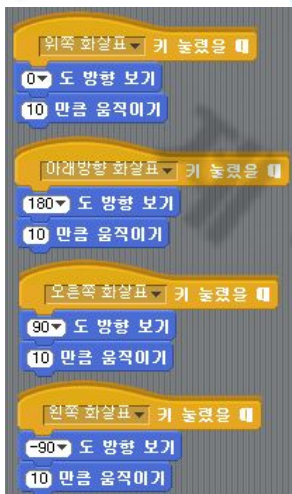 위쪽 화살표 키 눌렸을 때
0 도 방향 보기
10 만큼 움직이기
아래방향 화살표 키 눌렸을 때
180 도 방향 보기
10 만큼 움직이기
오른쪽 화살표 키 눌렸을 때
90 도 방향 보기
10 만큼 움직이기
왼쪽 화살표 키 눌렸을 때
-90 도 방향 보기
10 만큼 움직이기